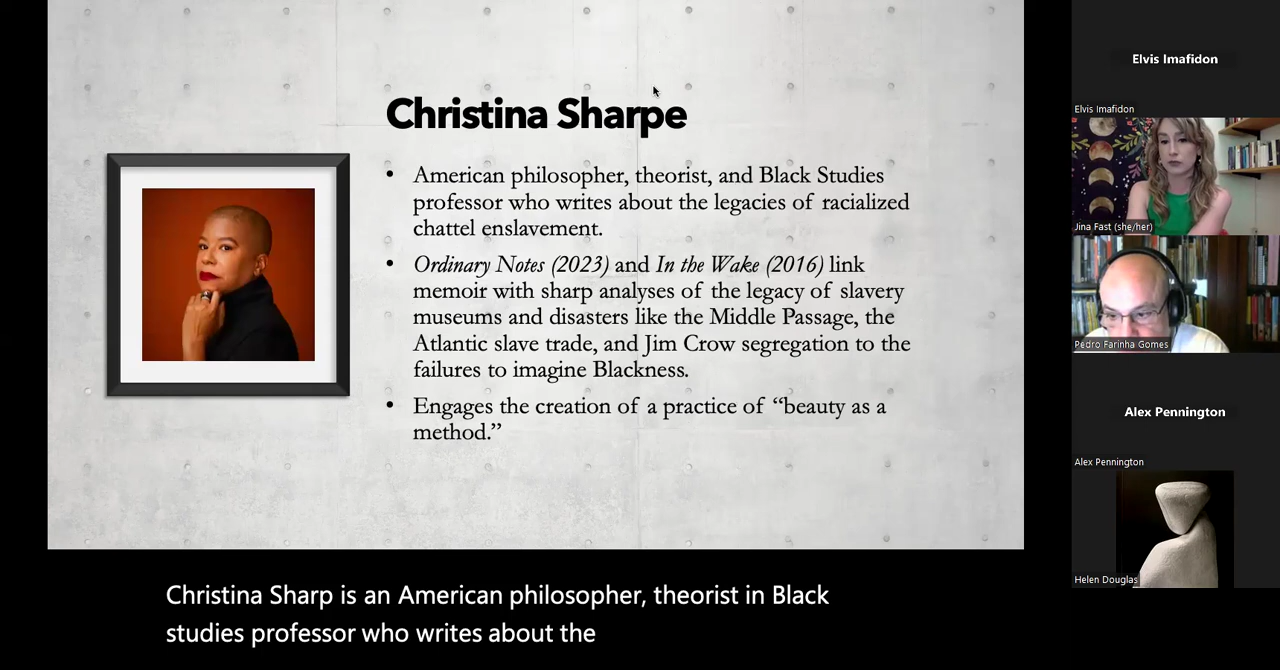 Christina Sharpe
• American philosopher, theorist, and Black Studies
professor who writes about the legacies of racialized
chattel enslavement.
• Ordinary Notes (2023) and In the Wake (2016) link
memoir with sharp analyses of the legacy of slavery
museums and disasters like the Middle Passage, the
Atlantic slave trade, and Jim Crow segregation to the
failures to imagine Blackness.
• Engages the creation of a practice of “beauty as a
method.”
Christina Sharp is an American philosopher, theorist in Black
studies professor who writes about the
Elvis Imafidon
Elvis Imafidon
Jina Fast (she/her)
Pedro Farinha Gomes
Alex Pennington
Alex Pennington
Helen Douglas